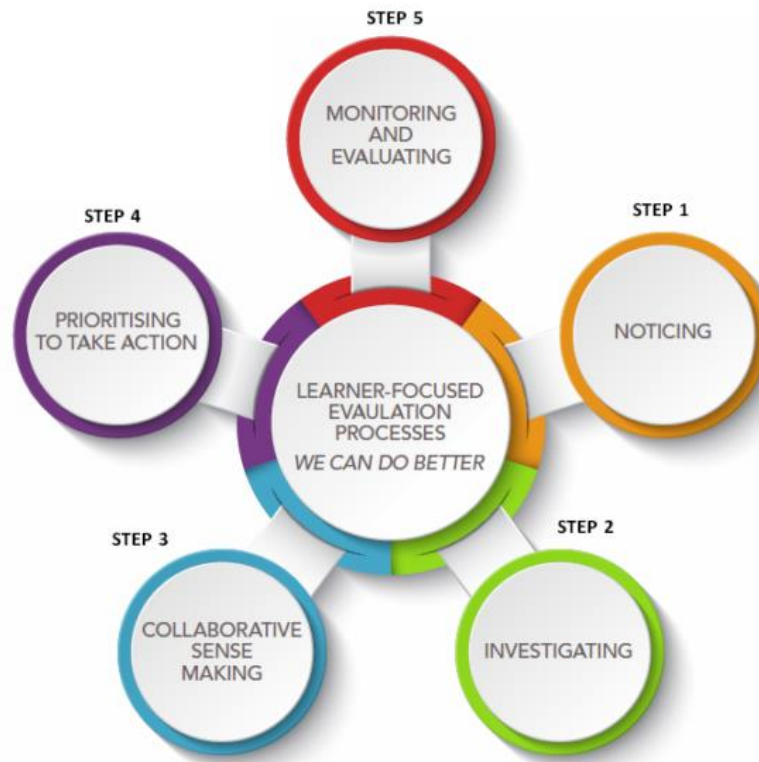 STEP 5
MONITORING
AND
EVALUATING
STEP 4
PRIORITISING
TO TAKE ACTION
STEP 1
NOTICING
LEARNER-FOCUSED
EVAULATION
PROCESSES
WE CAN DO BETTER
STEP 3
COLLABORATIVE
SENSE
MAKING
STEP 2
INVESTIGATING